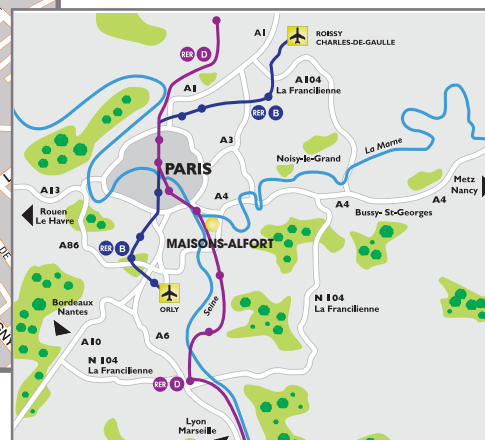 A1
ROISSY
CHARLES-DE-GAULLE
RER D
A104
La Francilienne
A1
RER B
A3
La Marne
Noisy-le-Grand
PARIS
Metz
Nancy
A13
A4
A4
A4
Rouen
Le Havre
Bussy-St-Georges
A86
RER B
MAISONS-ALFORT
ORLY
Seine
Bordeaux
Nantes
N 104
La Francilienne
A10
A6
N 104
La Francilienne
RER D
Lyon
Marseille